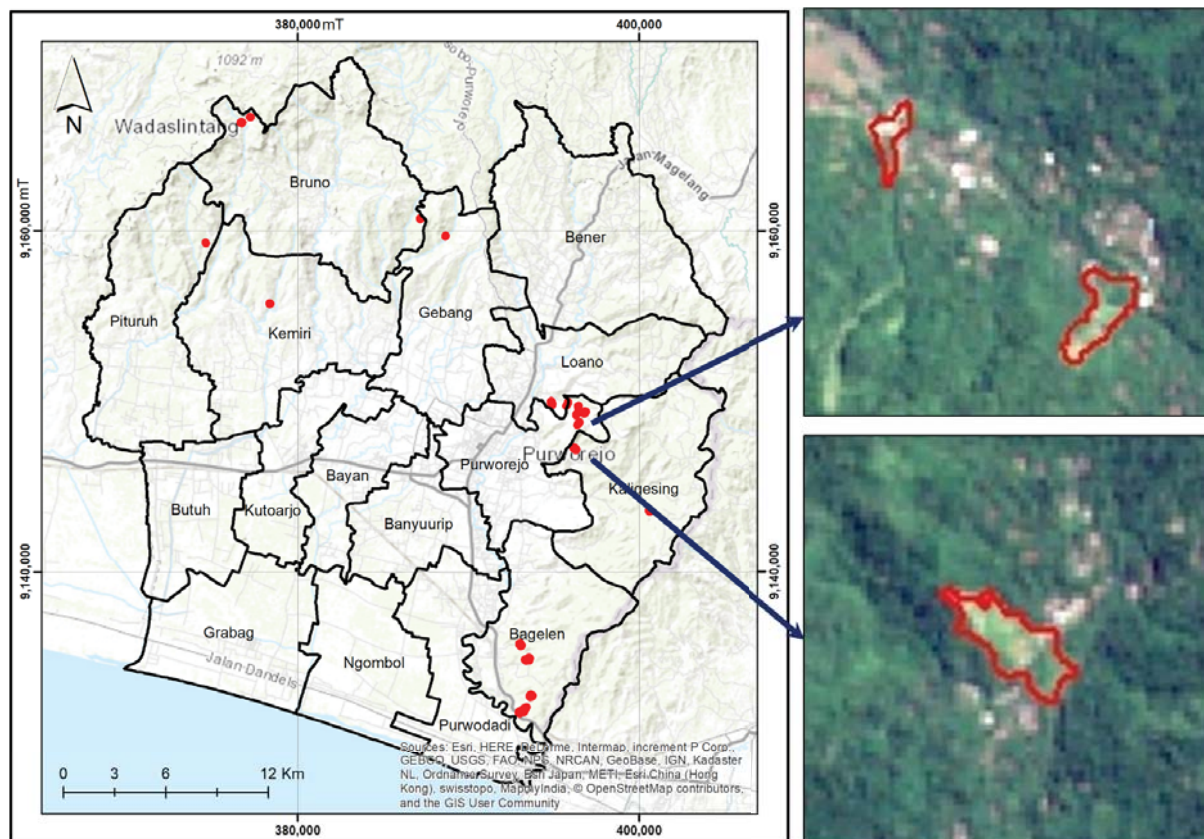 380,000 mT
400,000
1092 m
N
Wadaslintang
Bruno
Jalan Magelang
9,160,000 mT
9,160,000
Bener
Pituruh
Kemiri
Gebang
Loano
Purworejo
Purworejo
Kaligesing
Bayan
Butuh
Kutoarjo
Banyuurip
9,140,000
9,140,000
Grabag
Bagelen
Ngombol
Jalan Dandels
Purwodadi
Sources: Esri, HERE, DeLorme, Intermap, increment P Corp.,
GEBCO, USGS, FAO, NPS, NRCAN, GeoBase, IGN, Kadaster
NL, Ordnance Survey, Esri Japan, METI, Esri China (Hong
Kong), swisstopo, MapmyIndia, © OpenStreetMap contributors,
and the GIS User Community
0 3 6 12 Km
380,000
400,000